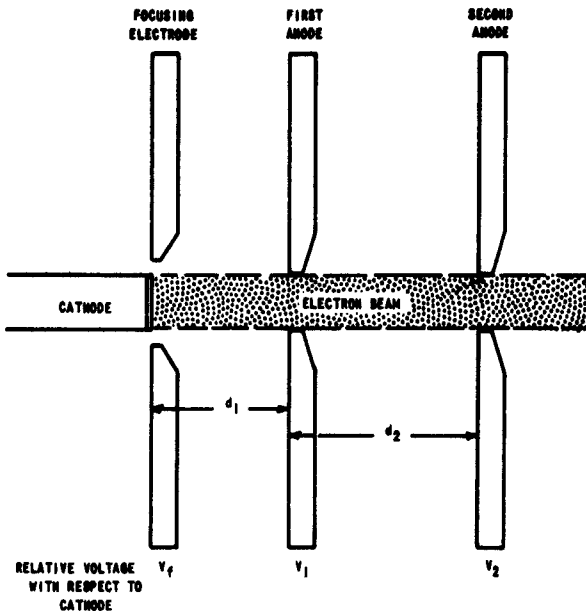 FOCUSING
ELECTRODE
FIRST
ANODE
SECOND
ANODE
CATHODE
ELECTRON BEAM
d1
d2
RELATIVE VOLTAGE
WITH RESPECT TO
CATHODE
Vf
V1
V2